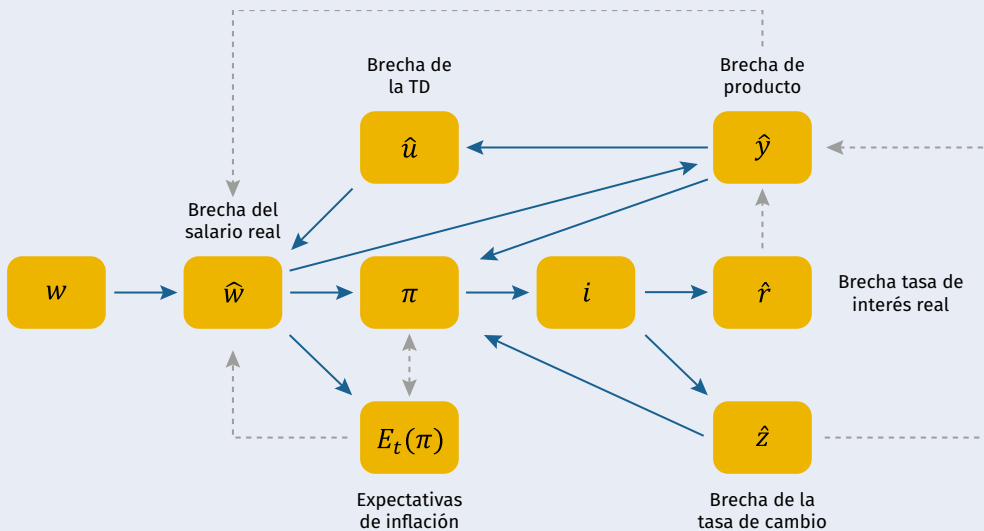 Brecha de
la TD
Brecha de
producto
û
ŷ
Brecha del
salario real
w
ŵ
π
i
r̂
Brecha tasa de
interés real
E_t(π)
ẑ
Expectativas
de inflación
Brecha de la
tasa de cambio